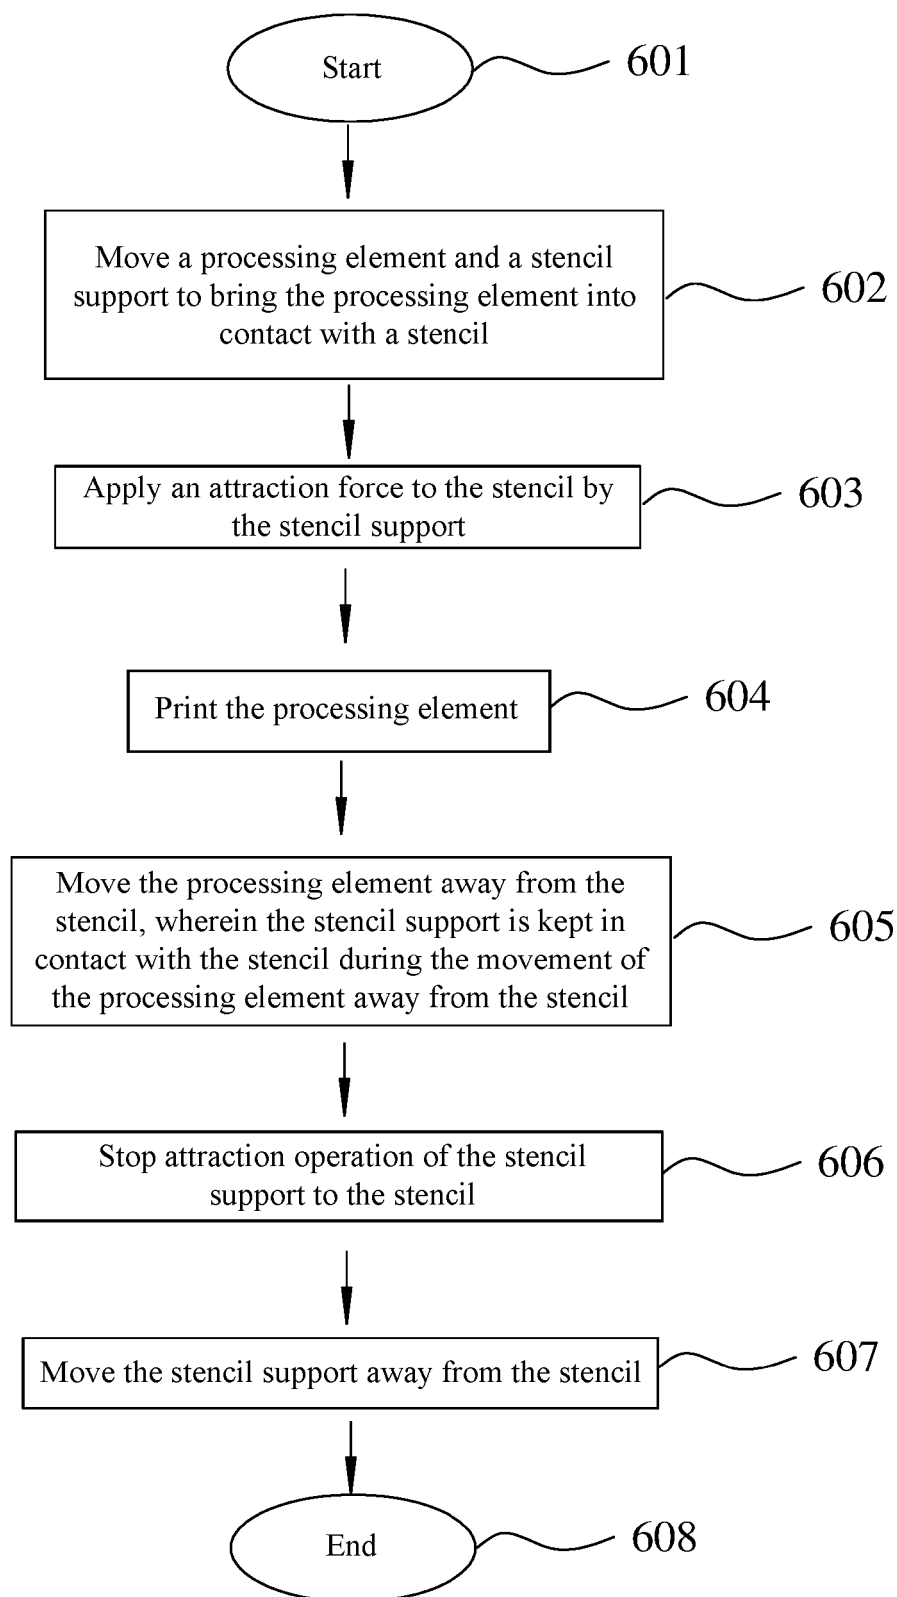 Start
601
Move a processing element and a stencil
support to bring the processing element into
contact with a stencil
602
Apply an attraction force to the stencil by
the stencil support
603
Print the processing element
604
Move the processing element away from the
stencil, wherein the stencil support is kept in
contact with the stencil during the movement of
the processing element away from the stencil
605
Stop attraction operation of the stencil
support to the stencil
606
Move the stencil support away from the stencil
607
End
608